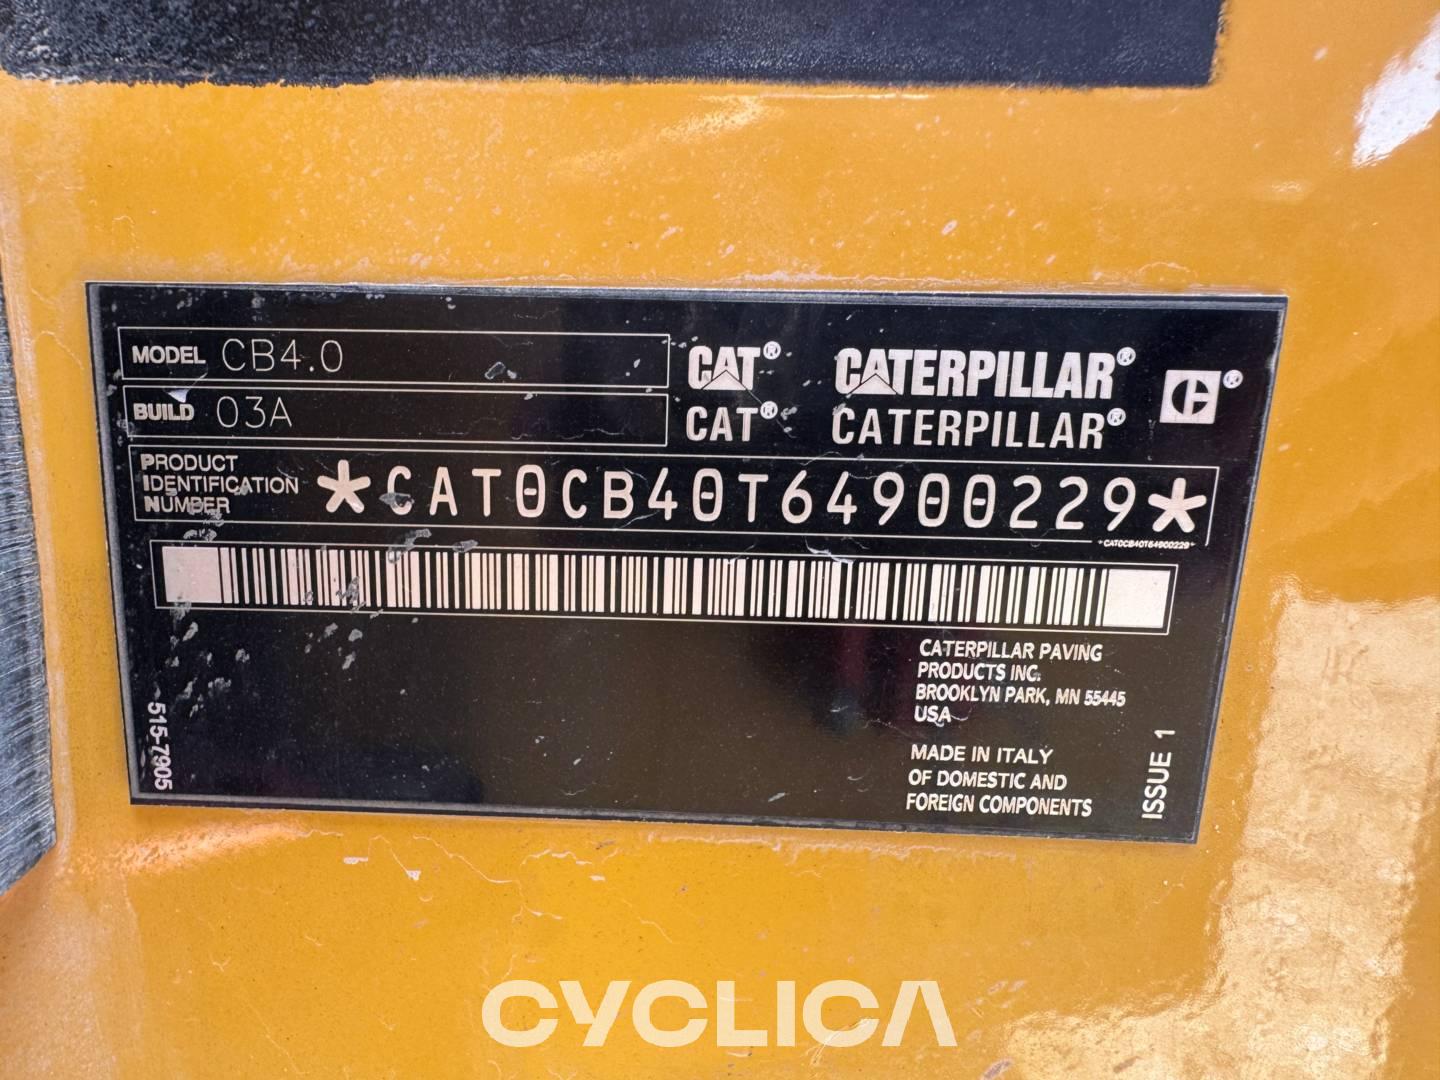 MODEL CB4.0
BUILD 03A
CAT® CATERPILLAR®
CAT® CATERPILLAR®
PRODUCT
IDENTIFICATION
NUMBER
*CAT0CB40T64900229*
*CAT0CB40T64900229*
CATERPILLAR PAVING
PRODUCTS INC.
BROOKLYN PARK, MN 55445
USA
MADE IN ITALY
OF DOMESTIC AND
FOREIGN COMPONENTS
515-7905
ISSUE 1
CYCLICA